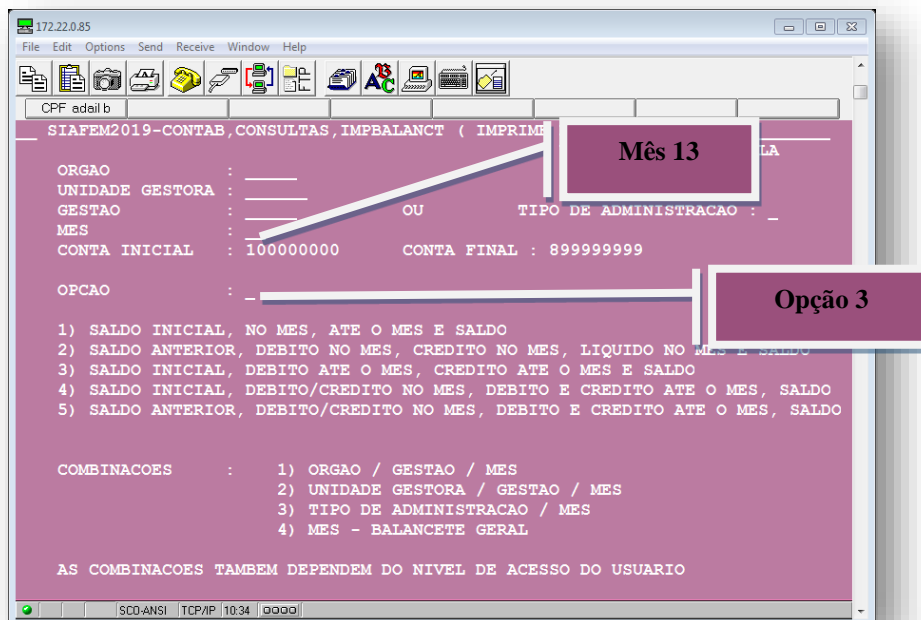 172.22.0.85
File Edit Options Send Receive Window Help
CPF adail b
__ SIAFEM2019-CONTAB,CONSULTAS,IMPBALANCT ( IMPRIME
LA
Mês 13
ORGAO : _____
UNIDADE GESTORA : ______
GESTAO : _____ OU TIPO DE ADMINISTRACAO : _
MES : __
CONTA INICIAL : 100000000 CONTA FINAL : 899999999
OPCAO : _
Opção 3
1) SALDO INICIAL, NO MES, ATE O MES E SALDO
2) SALDO ANTERIOR, DEBITO NO MES, CREDITO NO MES, LIQUIDO NO MES E SALDO
3) SALDO INICIAL, DEBITO ATE O MES, CREDITO ATE O MES E SALDO
4) SALDO INICIAL, DEBITO/CREDITO NO MES, DEBITO E CREDITO ATE O MES, SALDO
5) SALDO ANTERIOR, DEBITO/CREDITO NO MES, DEBITO E CREDITO ATE O MES, SALDO
COMBINACOES : 1) ORGAO / GESTAO / MES
2) UNIDADE GESTORA / GESTAO / MES
3) TIPO DE ADMINISTRACAO / MES
4) MES - BALANCETE GERAL
AS COMBINACOES TAMBEM DEPENDEM DO NIVEL DE ACESSO DO USUARIO
SCO-ANSI TCP/IP 10:34